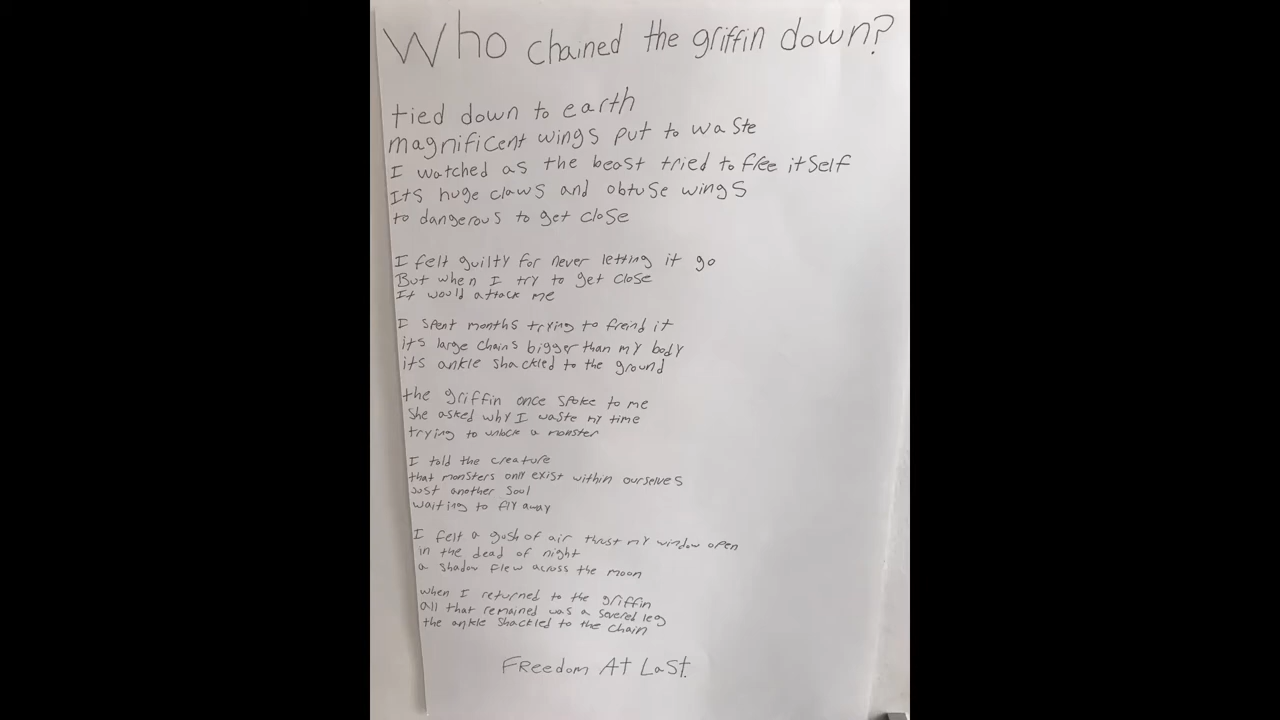 Who chained the griffin down?
tied down to earth
magnificent wings put to waste
I watched as the beast tried to free itself
Its huge claws and obtuse wings
to dangerous to get close
I felt guilty for never letting it go
But when I try to get close
It would attack me
I spent months trying to freind it
its large chains bigger than my body
its ankle shackled to the ground
the griffin once spoke to me
She asked why I waste my time
trying to unlock a monster
I told the creature
that monsters only exist within ourselves
Just another soul
waiting to fly away
I felt a gush of air thrust my window open
in the dead of night
a shadow flew across the moon
when I returned to the griffin
all that remained was a severed leg
the ankle shackled to the chain
Freedom At Last.